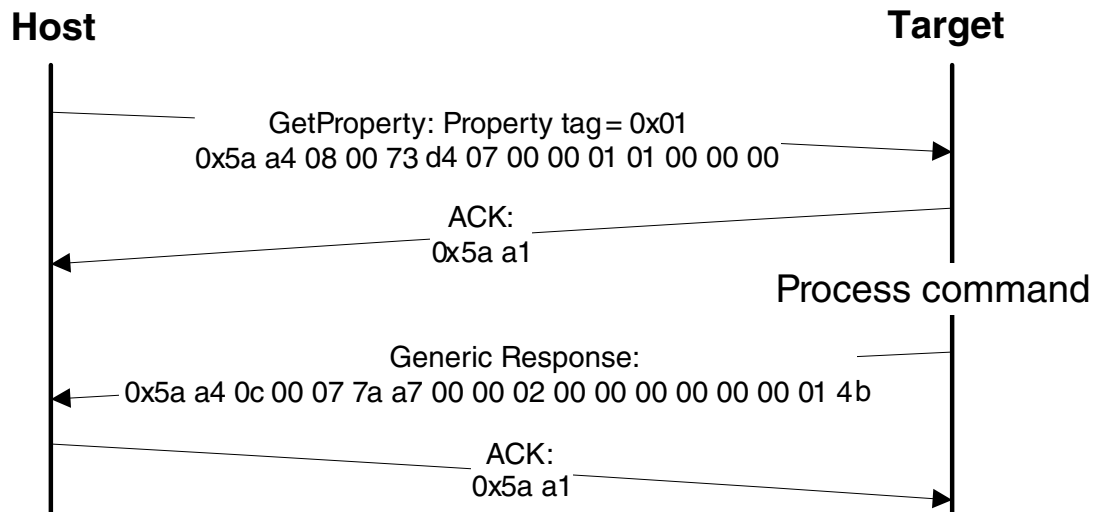 Host
Target
GetProperty: Property tag = 0x01
0x5a a4 08 00 73 d4 07 00 00 01 01 00 00 00
ACK:
0x5a a1
Process command
Generic Response:
0x5a a4 0c 00 07 7a a7 00 00 02 00 00 00 00 00 00 01 4b
ACK:
0x5a a1